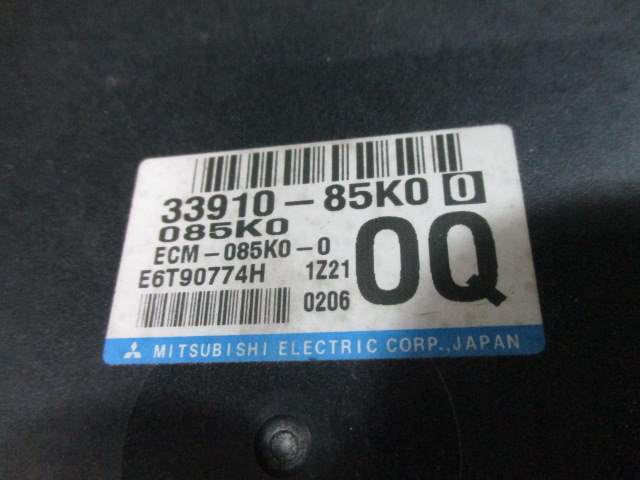 33910-85K0 0
085K0
ECM-085K0-0
E6T90774H 1Z21
0206
0Q
MITSUBISHI ELECTRIC CORP.,JAPAN